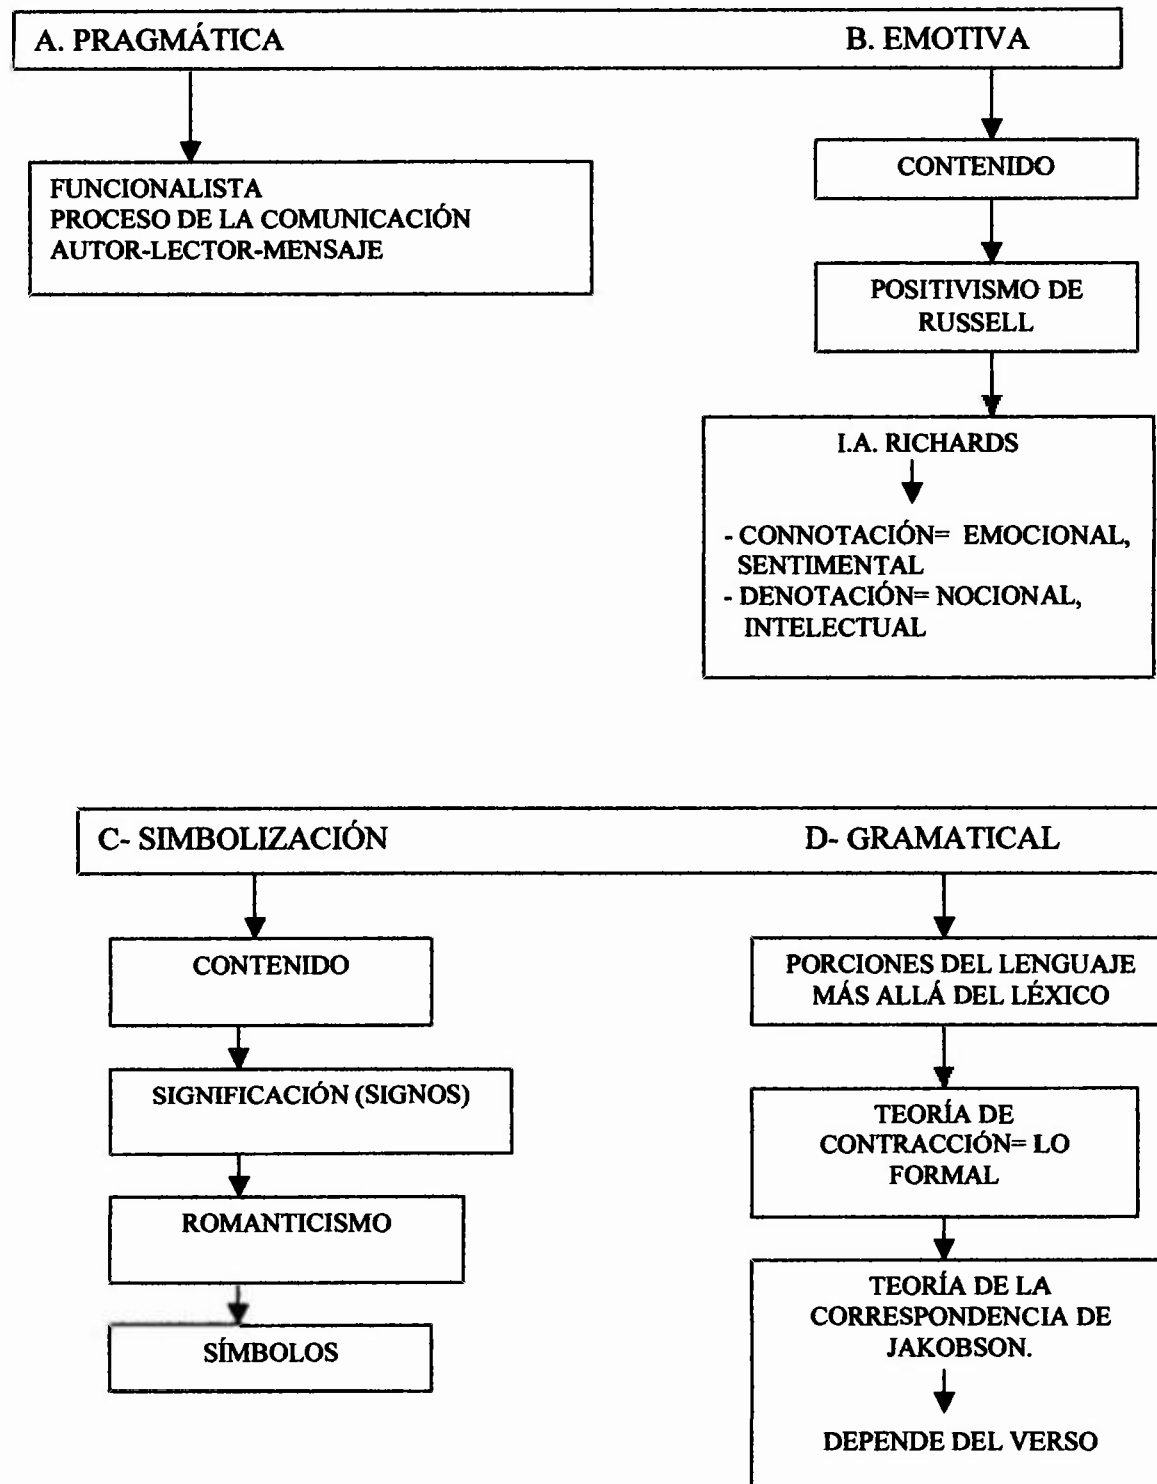 A. PRAGMÁTICA
B. EMOTIVA
FUNCIONALISTA
PROCESO DE LA COMUNICACIÓN
AUTOR-LECTOR-MENSAJE
CONTENIDO
POSITIVISMO DE
RUSSELL
I.A. RICHARDS
- CONNOTACIÓN= EMOCIONAL,
SENTIMENTAL
- DENOTACIÓN= NOCIONAL,
INTELECTUAL
C- SIMBOLIZACIÓN
D- GRAMATICAL
CONTENIDO
SIGNIFICACIÓN (SIGNOS)
ROMANTICISMO
SÍMBOLOS
PORCIONES DEL LENGUAJE
MÁS ALLÁ DEL LÉXICO
TEORÍA DE
CONTRACCIÓN= LO
FORMAL
TEORÍA DE LA
CORRESPONDENCIA DE
JAKOBSON.
DEPENDE DEL VERSO